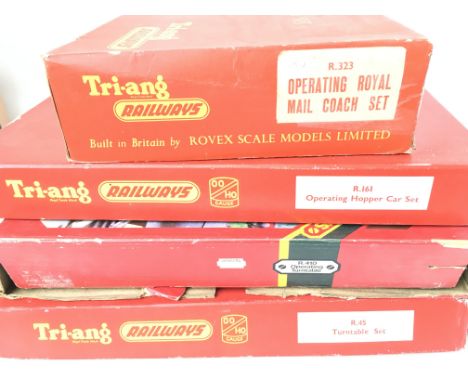 Tri-ang
RAILWAYS
R.323
OPERATING ROYAL
MAIL COACH SET
Built in Britain by ROVEX SCALE MODELS LIMITED
Tri-ang
RAILWAYS
OO
HO
GAUGE
R.161
Operating Hopper Car Set
R.410
Operating
Turntable
Tri-ang
RAILWAYS
OO
HO
GAUGE
R.45
Turntable Set